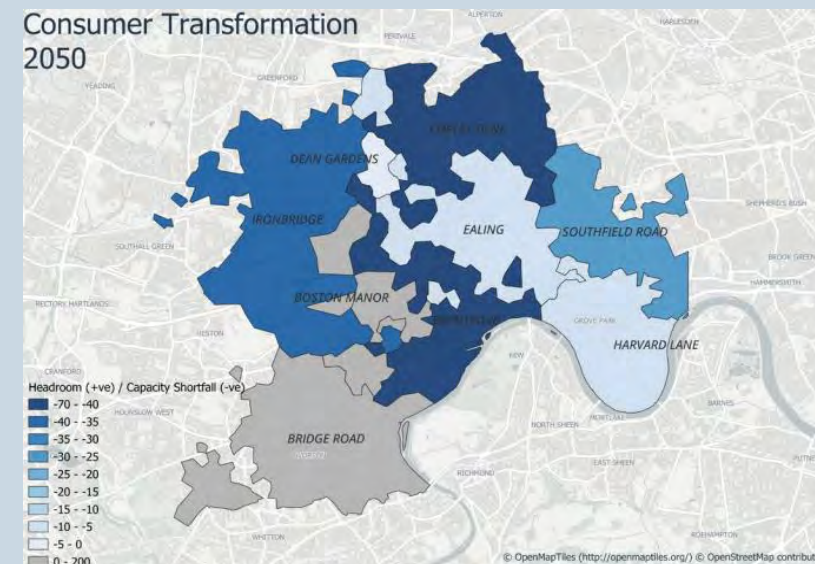 Consumer Transformation
2050
ALPERTON
HARLESDEN
PERIVALE
GREENFORD
YEADING
DEAN GARDENS
IRONBRIDGE
EALING
SOUTHFIELD ROAD
SHEPHERD'S BUSH
SOUTHALL GREEN
BROOK GREEN
HAMMERSMITH
BOSTON MANOR
RECTORY HARTLANDS
GROVE PARK
HESTON
HARVARD LANE
KEW
CRANFORD
Headroom (+ve) / Capacity Shortfall (-ve)
-70 - -40
-40 - -35
-35 - -30
-30 - -25
-25 - -20
-20 - -15
-15 - -10
-10 - -5
-5 - 0
0 - 200
HOUNSLOW WEST
BRIDGE ROAD
MORTLAKE
BARNES
NORTH SHEEN
EAST SHEEN
RICHMOND
WHITTON
ROEHAMPTON
© OpenMapTiles (http://openmaptiles.org/) © OpenStreetMap contribut